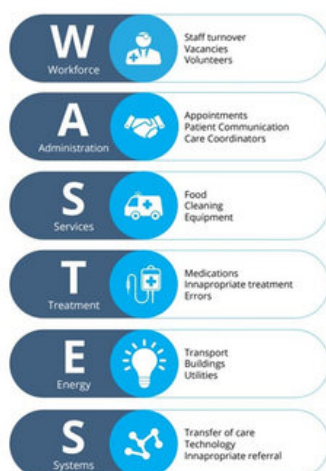 W
Workforce
Staff turnover
Vacancies
Volunteers
A
Administration
Appointments
Patient Communication
Care Coordinators
S
Services
Food
Cleaning
Equipment
T
Treatment
Medications
Innapropriate treatment
Errors
E
Energy
Transport
Buildings
Utilities
S
Systems
Transfer of care
Technology
Innapropriate referral